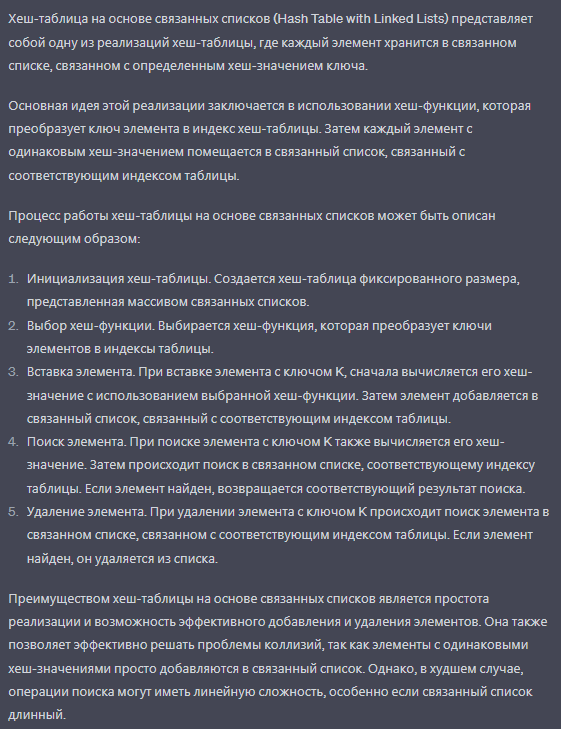 Хеш-таблица на основе связанных списков (Hash Table with Linked Lists) представляет
собой одну из реализаций хеш-таблицы, где каждый элемент хранится в связанном
списке, связанном с определенным хеш-значением ключа.
Основная идея этой реализации заключается в использовании хеш-функции, которая
преобразует ключ элемента в индекс хеш-таблицы. Затем каждый элемент с
одинаковым хеш-значением помещается в связанный список, связанный с
соответствующим индексом таблицы.
Процесс работы хеш-таблицы на основе связанных списков может быть описан
следующим образом:
1. Инициализация хеш-таблицы. Создается хеш-таблица фиксированного размера,
представленная массивом связанных списков.
2. Выбор хеш-функции. Выбирается хеш-функция, которая преобразует ключи
элементов в индексы таблицы.
3. Вставка элемента. При вставке элемента с ключом K, сначала вычисляется его хеш-
значение с использованием выбранной хеш-функции. Затем элемент добавляется в
связанный список, связанный с соответствующим индексом таблицы.
4. Поиск элемента. При поиске элемента с ключом K также вычисляется его хеш-
значение. Затем происходит поиск в связанном списке, соответствующему индексу
таблицы. Если элемент найден, возвращается соответствующий результат поиска.
5. Удаление элемента. При удалении элемента с ключом K происходит поиск элемента в
связанном списке, связанном с соответствующим индексом таблицы. Если элемент
найден, он удаляется из списка.
Преимуществом хеш-таблицы на основе связанных списков является простота
реализации и возможность эффективного добавления и удаления элементов. Она также
позволяет эффективно решать проблемы коллизий, так как элементы с одинаковыми
хеш-значениями просто добавляются в связанный список. Однако, в худшем случае,
операции поиска могут иметь линейную сложность, особенно если связанный список
длинный.